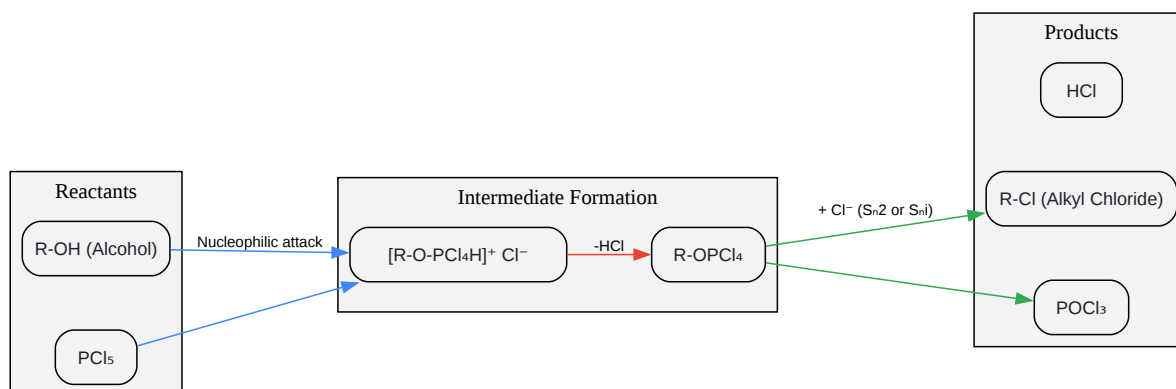 Reactants
R-OH (Alcohol)
PCl₅
Nucleophilic attack
Intermediate Formation
[R-O-PCl₄H]⁺ Cl⁻
-HCl
R-OPCl₄
+ Cl⁻ (Sₙ2 or Sₙi)
Products
HCl
R-Cl (Alkyl Chloride)
POCl₃